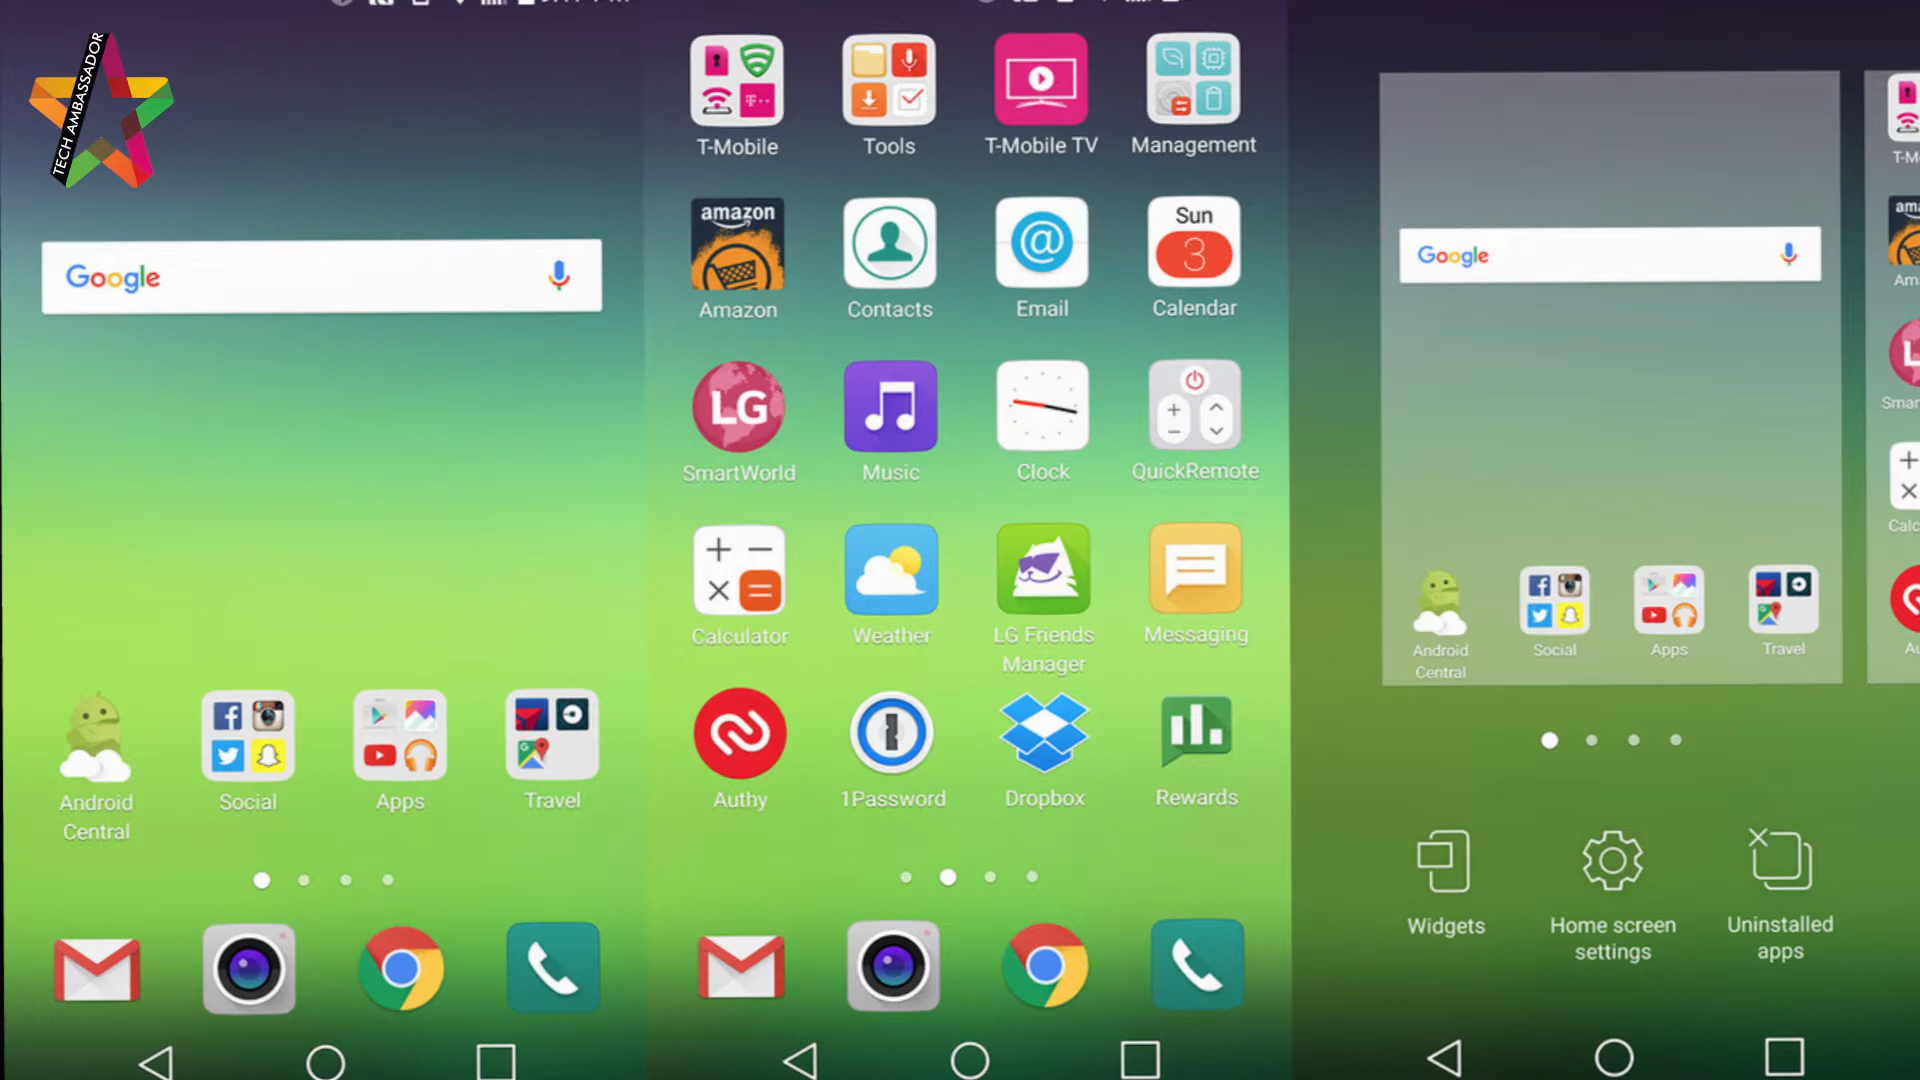 TECH AMBASSADOR
Google
Android
Central
Social
Apps
Travel
T-Mobile
Tools
T-Mobile TV
Management
amazon
Sun
3
Amazon
Contacts
Email
Calendar
LG
SmartWorld
Music
Clock
QuickRemote
Calculator
Weather
LG Friends
Manager
Messaging
Authy
1Password
Dropbox
Rewards
Google
Android
Central
Social
Apps
Travel
Widgets
Home screen
settings
Uninstalled
apps